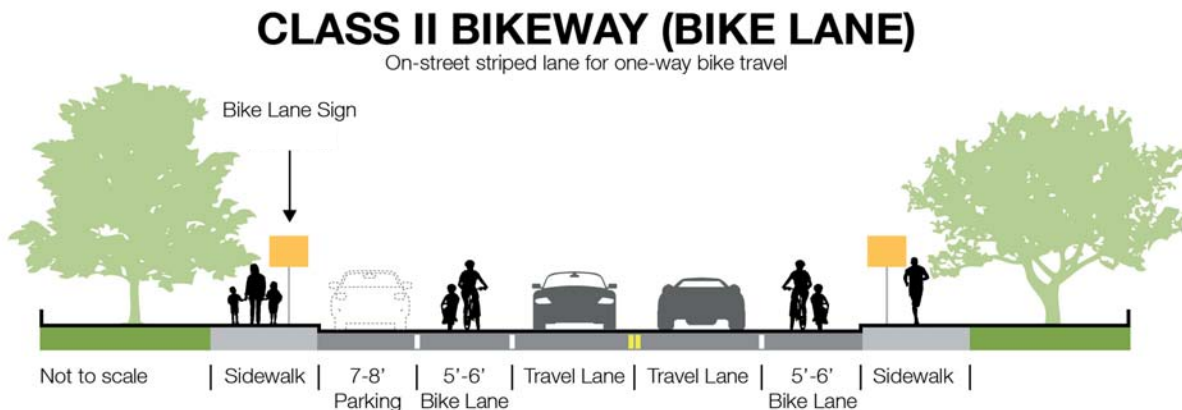 CLASS II BIKEWAY (BIKE LANE)
On-street striped lane for one-way bike travel
Bike Lane Sign
Not to scale | Sidewalk | 7-8’ Parking | 5’-6’ Bike Lane | Travel Lane | Travel Lane | 5’-6’ Bike Lane | Sidewalk |